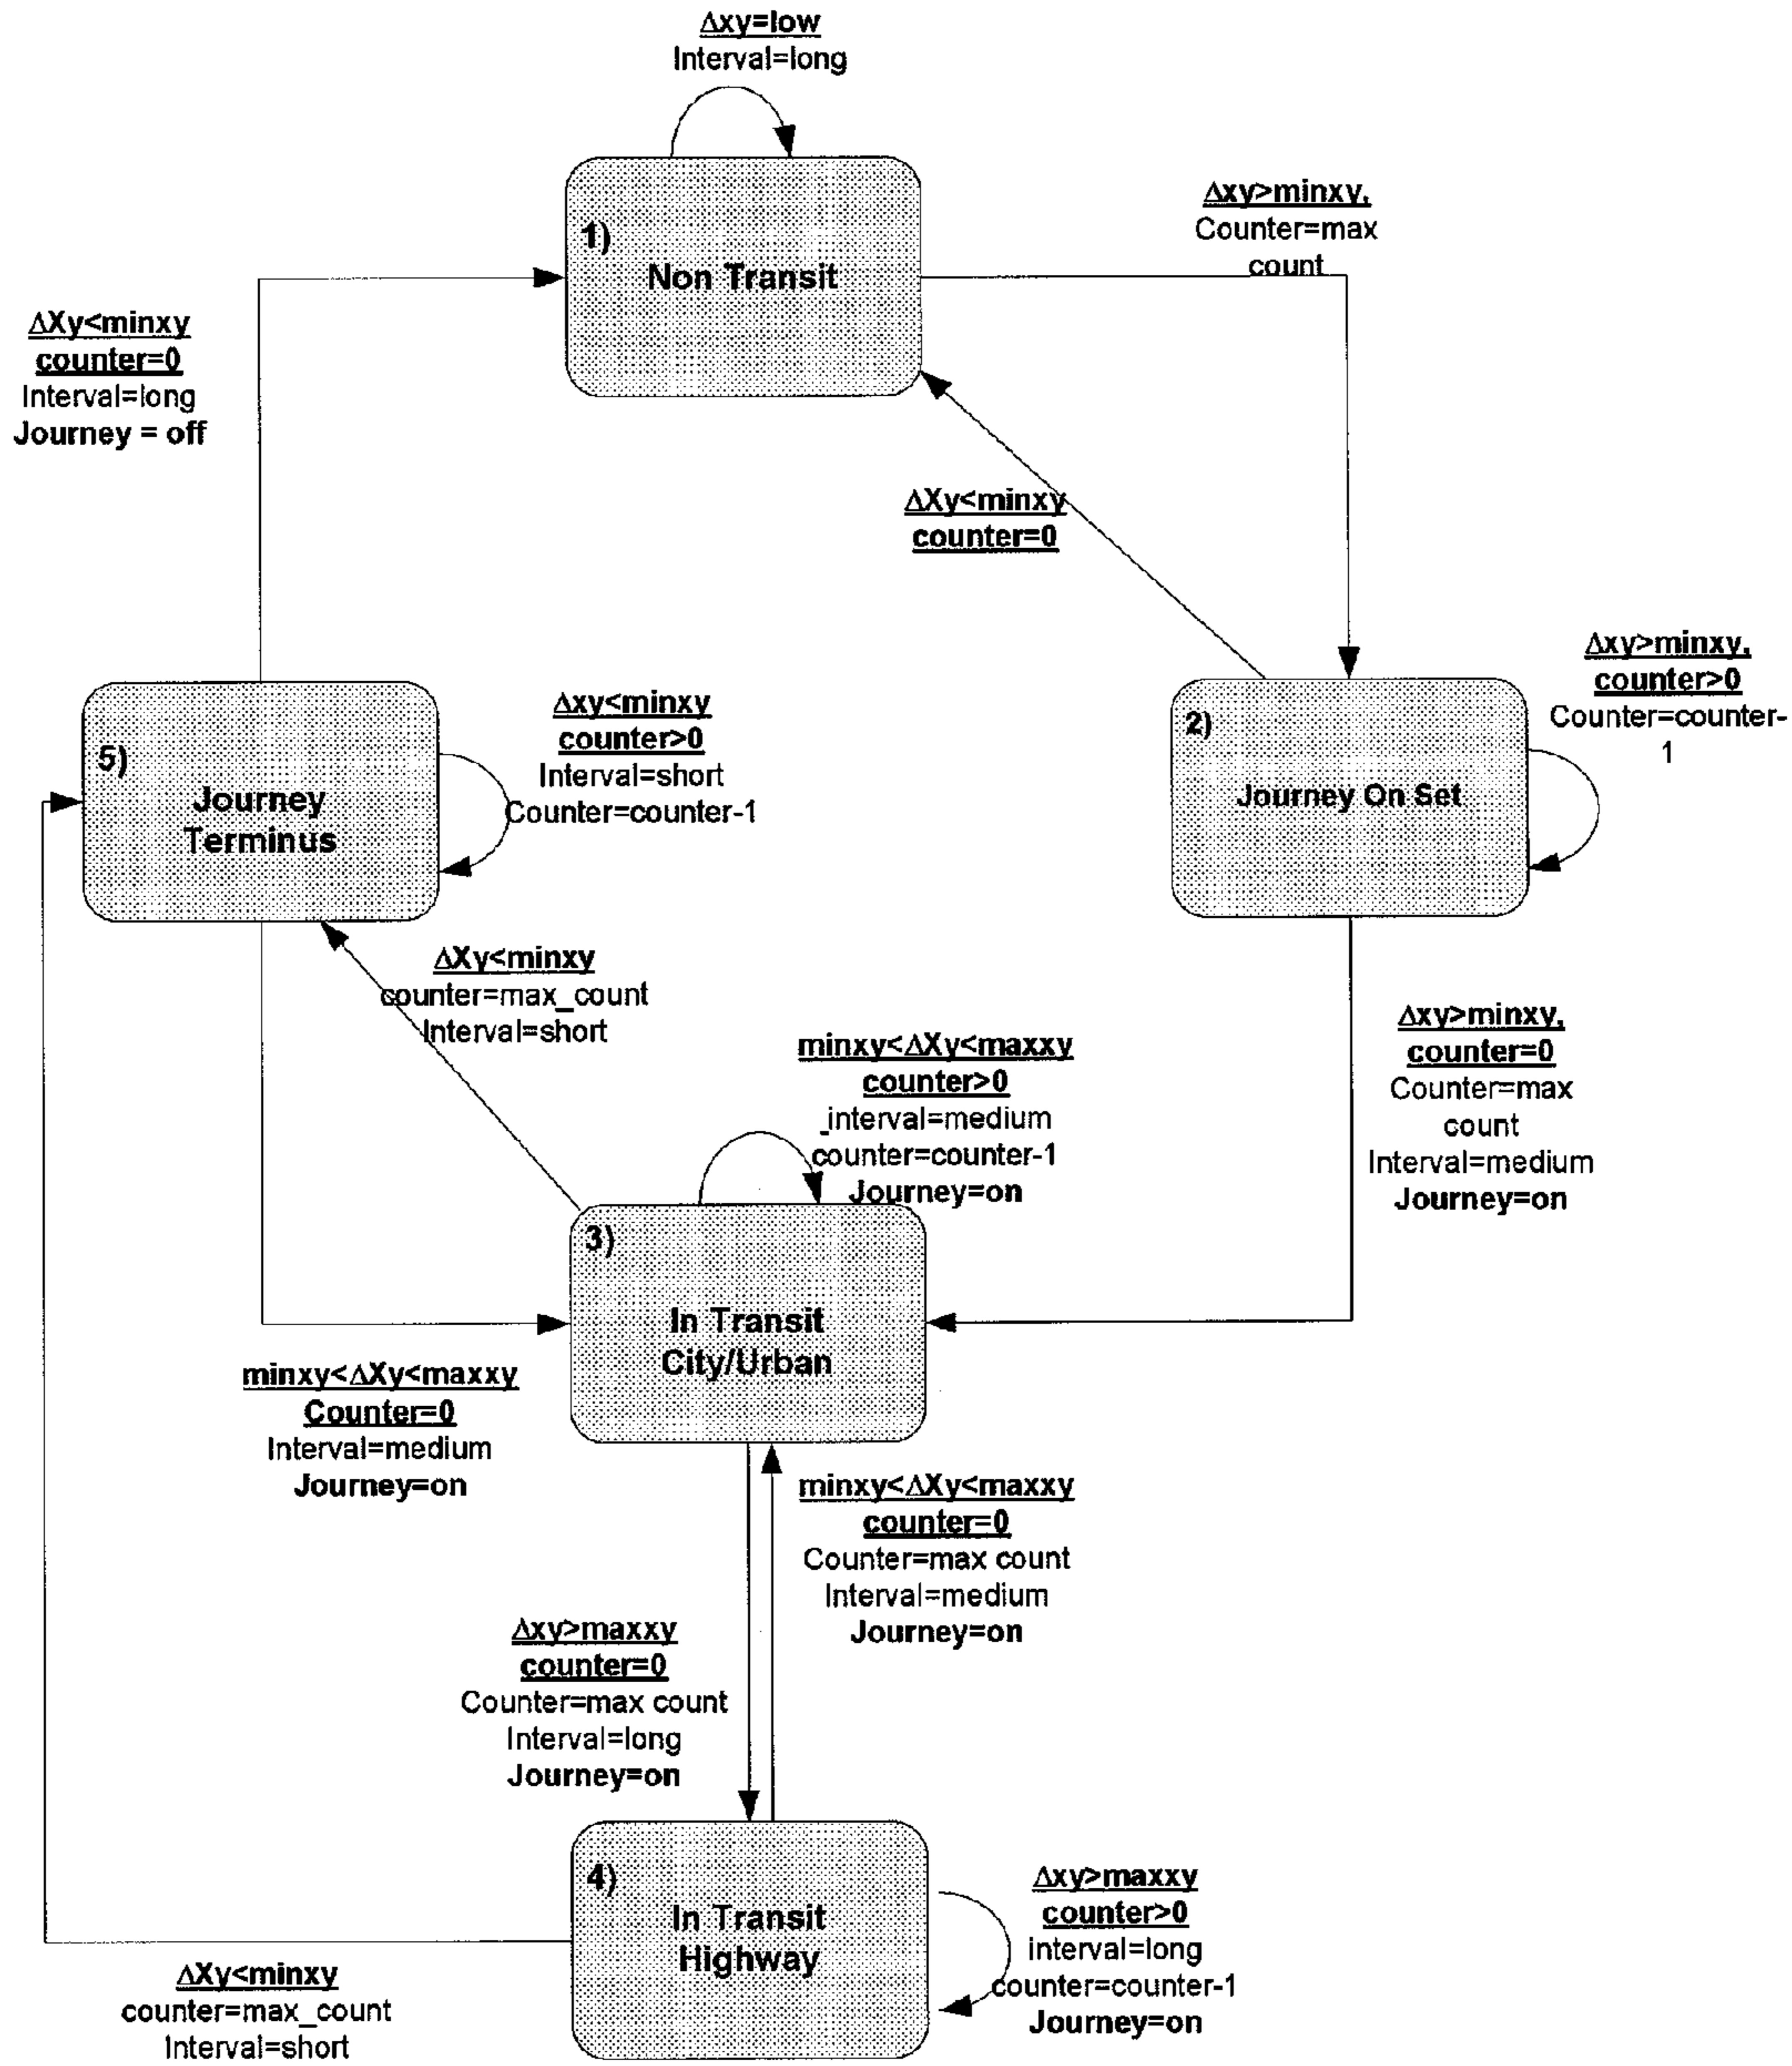 Δxy=low
Interval=long
1)
Non Transit
Δxy>minxy,
Counter=max
count
ΔXy<minxy
counter=0
Interval=long
Journey = off
ΔXy<minxy
counter=0
Δxy>minxy,
counter>0
Counter=counter-
1
2)
Journey On Set
5)
Journey
Terminus
Δxy<minxy
counter>0
Interval=short
Counter=counter-1
ΔXy<minxy
counter=max_count
Interval=short
Δxy>minxy,
counter=0
Counter=max
count
Interval=medium
Journey=on
minxy<ΔXy<maxxy
counter>0
interval=medium
counter=counter-1
Journey=on
3)
In Transit
City/Urban
minxy<ΔXy<maxxy
Counter=0
Interval=medium
Journey=on
minxy<ΔXy<maxxy
counter=0
Counter=max count
Interval=medium
Journey=on
Δxy>maxxy
counter=0
Counter=max count
Interval=long
Journey=on
4)
In Transit
Highway
Δxy>maxxy
counter>0
interval=long
counter=counter-1
Journey=on
ΔXy<minxy
counter=max_count
Interval=short